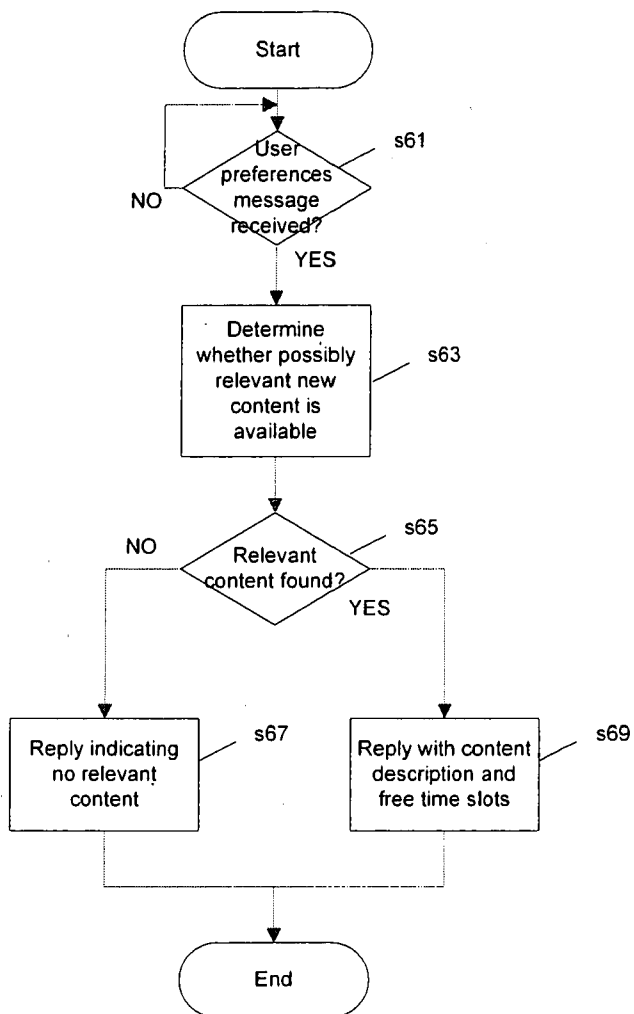 Start
s61
User
preferences
message
received?
NO
YES
Determine
whether possibly
relevant new
content is
available
s63
s65
NO
Relevant
content found?
YES
Reply indicating
no relevant
content
s67
Reply with content
description and
free time slots
s69
End